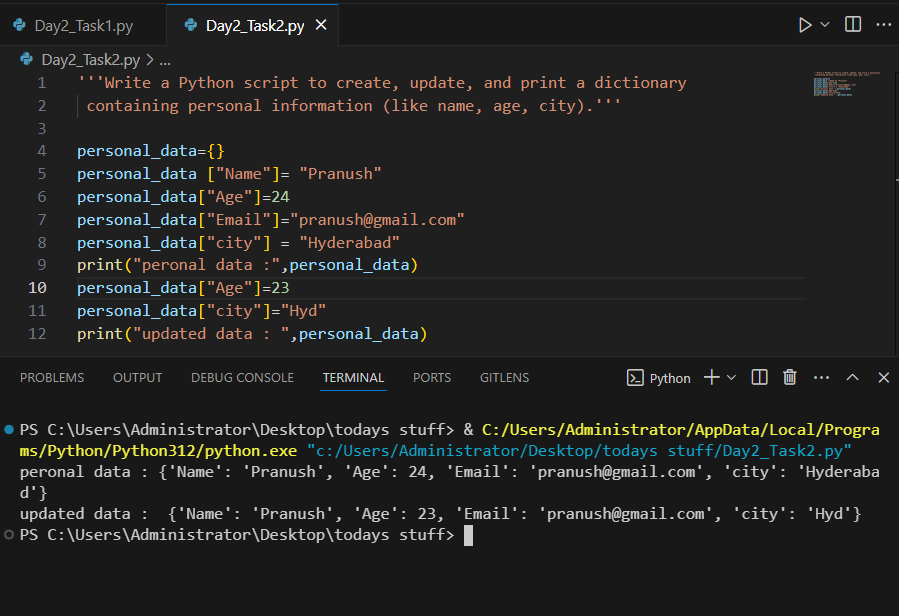 Day2_Task1.py
Day2_Task2.py
Day2_Task2.py > ...
1 '''Write a Python script to create, update, and print a dictionary
2 containing personal information (like name, age, city).'''
3
4 personal_data={}
5 personal_data ["Name"]= "Pranush"
6 personal_data["Age"]=24
7 personal_data["Email"]="pranush@gmail.com"
8 personal_data["city"] = "Hyderabad"
9 print("peronal data :",personal_data)
10 personal_data["Age"]=23
11 personal_data["city"]="Hyd"
12 print("updated data : ",personal_data)
PROBLEMS OUTPUT DEBUG CONSOLE TERMINAL PORTS GITLENS Python
PS C:\Users\Administrator\Desktop\todays stuff> & C:/Users/Administrator/AppData/Local/Progra
ms/Python/Python312/python.exe "c:/Users/Administrator/Desktop/todays stuff/Day2_Task2.py"
peronal data : {'Name': 'Pranush', 'Age': 24, 'Email': 'pranush@gmail.com', 'city': 'Hyderaba
d'}
updated data :  {'Name': 'Pranush', 'Age': 23, 'Email': 'pranush@gmail.com', 'city': 'Hyd'}
PS C:\Users\Administrator\Desktop\todays stuff>